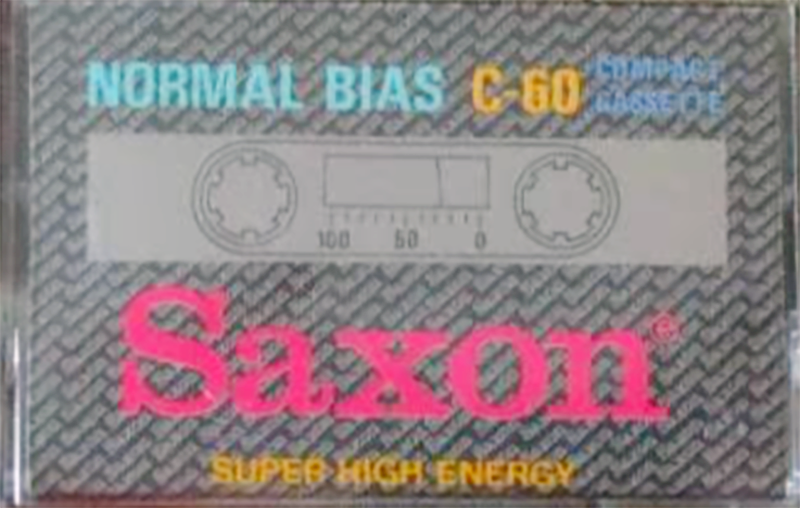 NORMAL BIAS C-60 COMPACT CASSETTE
100 50 0
Saxon®
SUPER HIGH ENERGY